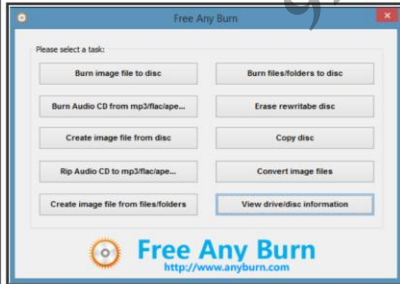 Free Any Burn
Please select a task:
Burn image file to disc
Burn files/folders to disc
Burn Audio CD from mp3/flac/ape...
Erase rewritabe disc
Create image file from disc
Copy disc
Rip Audio CD to mp3/flac/ape...
Convert image files
Create image file from files/folders
View drive/disc information
Free Any Burn
http://www.anyburn.com